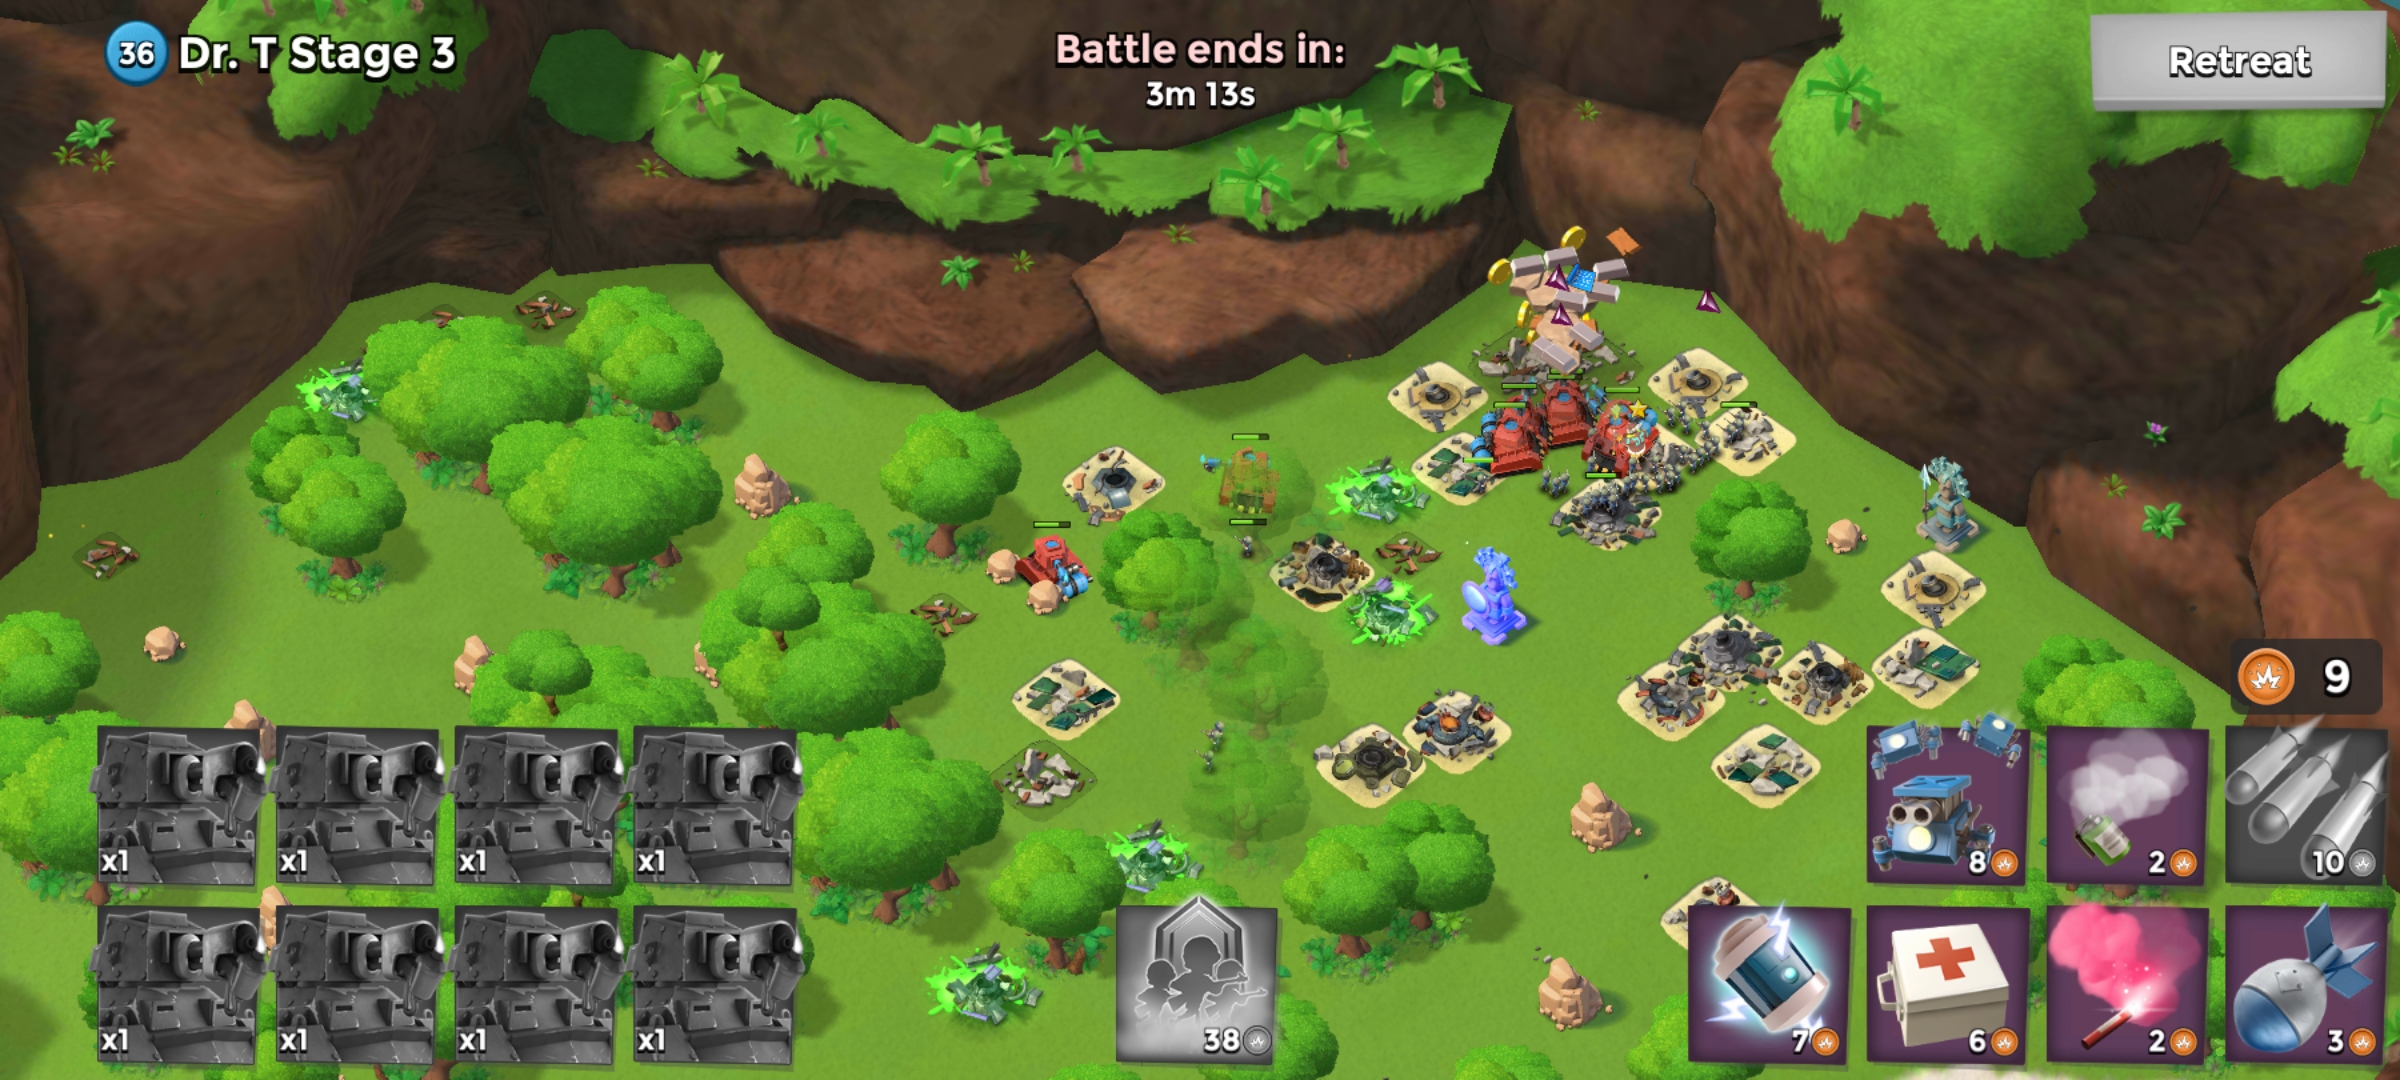 36 Dr. T Stage 3
Battle ends in:
3m 13s
Retreat
9
x1 x1 x1 x1
8 2 10
x1 x1 x1 x1
38
7 6 2 3